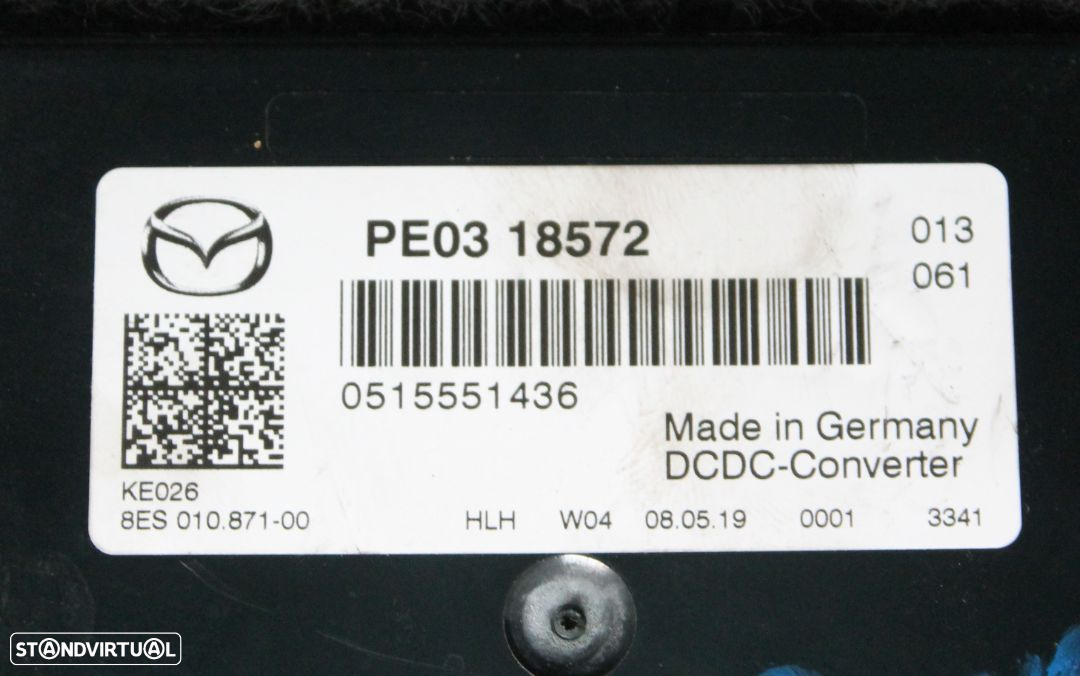 PE03 18572
013
061
0515551436
Made in Germany
DCDC-Converter
KE026
8ES 010.871-00 HLH W04 08.05.19 0001 3341
STANDVIRTUAL